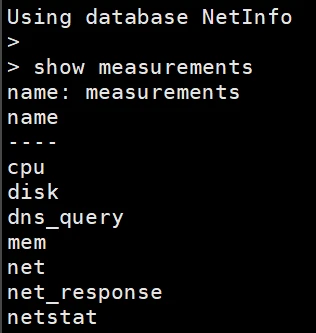 Using database NetInfo
>
> show measurements
name: measurements
name
----
cpu
disk
dns_query
mem
net
net_response
netstat